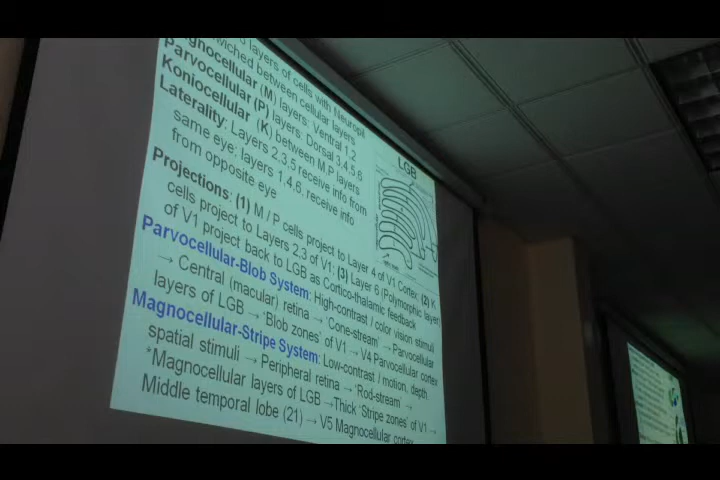 layers of cells with Neuropil
wiched between cellular layers
gnocellular (M) layers: Ventral 1,2
Parvocellular (P) layers: Dorsal 3,4,5,6
Koniocellular (K) between M,P layers
Laterality: Layers 2,3,5 receive info from
same eye; layers 1,4,6. receive info
from opposite eye
LGB
Projections: (1) M / P cells project to Layer 4 of V1 Cortex; (2) K
cells project to Layers 2,3 of V1; (3) Layer 6 (Polymorphic layer)
of V1 project back to LGB as Cortico-thalamic feedback
Parvocellular-Blob System: High-contrast / color vision stimuli
→ Central (macular) retina → 'Cone-stream' → Parvocellular
layers of LGB → 'Blob zones' of V1 → V4 Parvocellular cortex
Magnocellular-Stripe System: Low-contrast / motion, depth,
spatial stimuli → Peripheral retina → 'Rod-stream' →
*Magnocellular layers of LGB →Thick 'Stripe zones' of V1 →
Middle temporal lobe (21) → V5 Magnocellular cortex